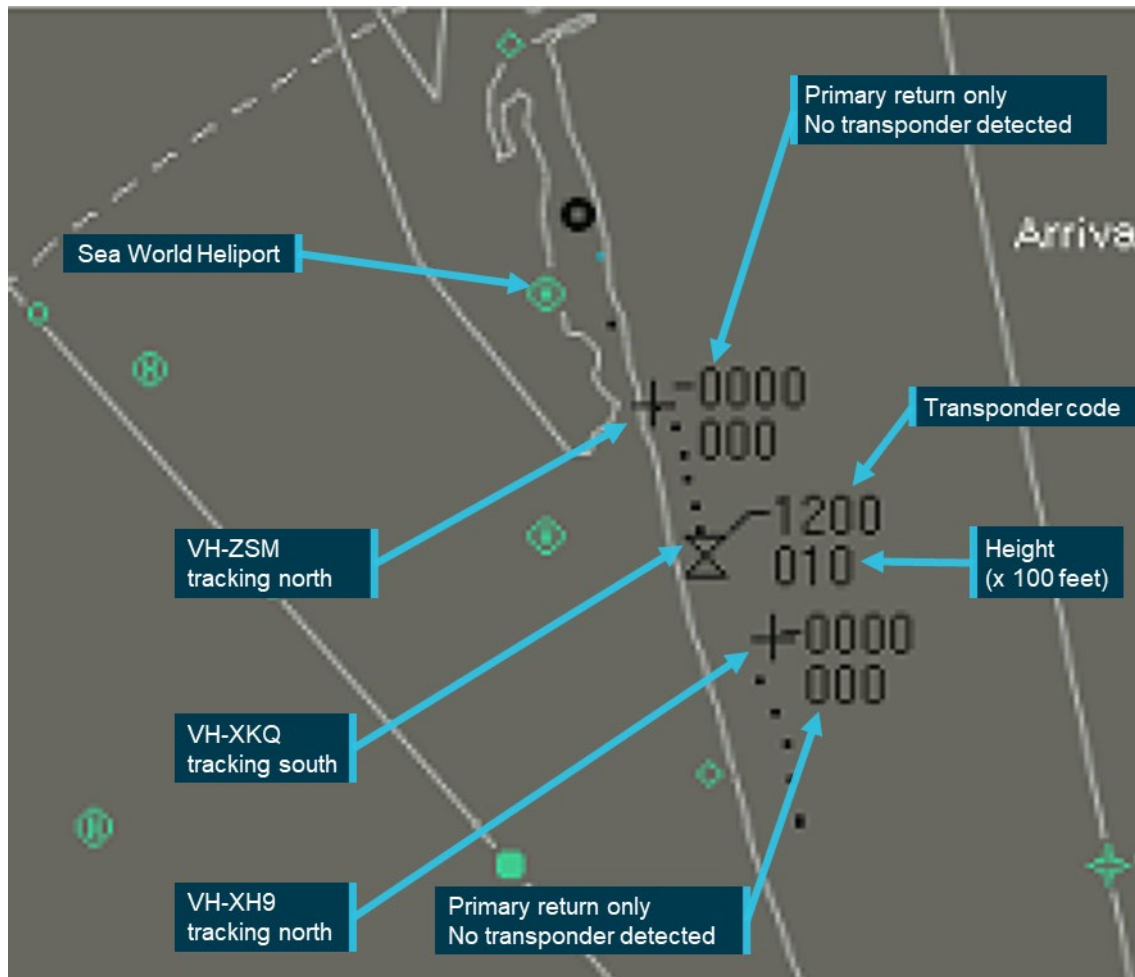 Primary return only
No transponder detected
Arriva
Sea World Heliport
-0000
000
Transponder code
-1200
010
Height
(x 100 feet)
VH-ZSM
tracking north
-0000
000
VH-XKQ
tracking south
VH-XH9
tracking north
Primary return only
No transponder detected